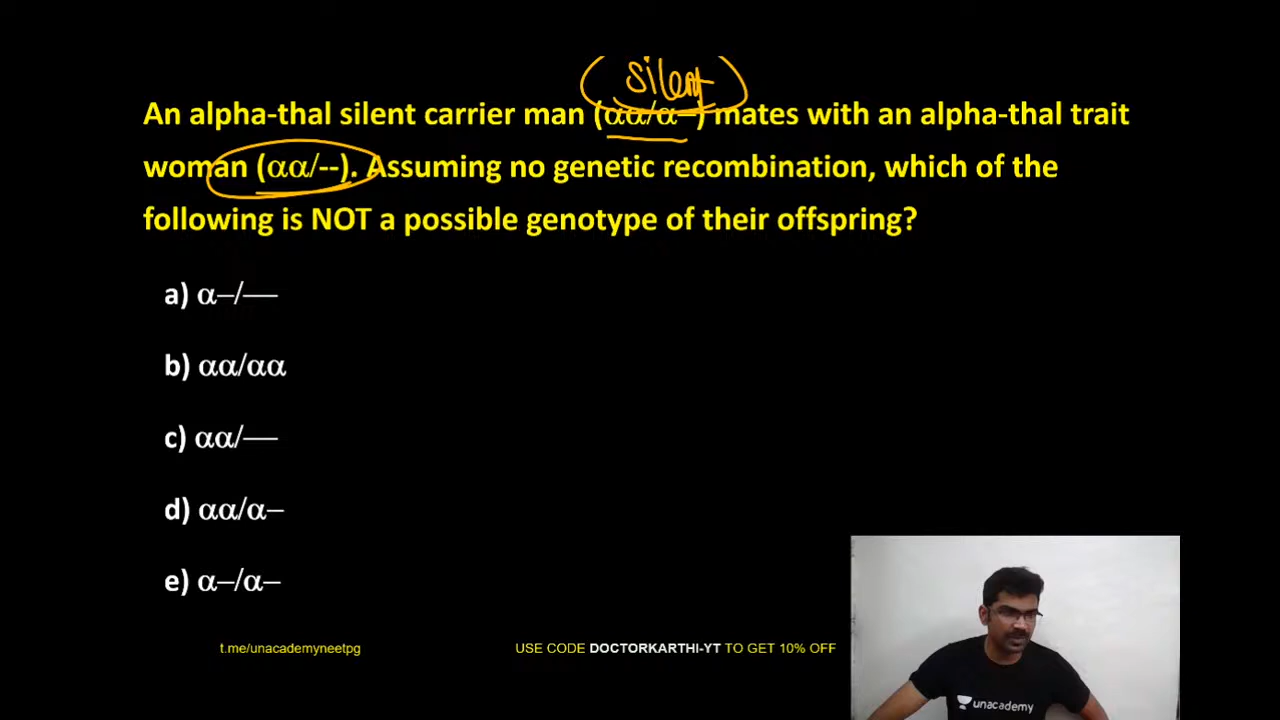 silent
An alpha-thal silent carrier man (αα/α–) mates with an alpha-thal trait
woman (αα/--). Assuming no genetic recombination, which of the
following is NOT a possible genotype of their offspring?
a) α–/––
b) αα/αα
c) αα/––
d) αα/α–
e) α–/α–
t.me/unacademyneetpg
USE CODE DOCTORKARTHI-YT TO GET 10% OFF
unacademy